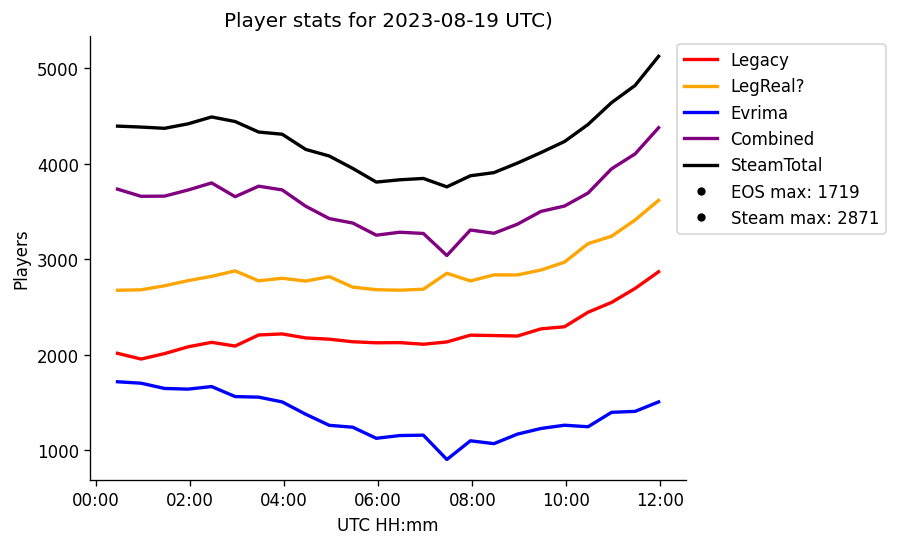 Player stats for 2023-08-19 UTC)
5000
4000
3000
2000
1000
Players
00:00 02:00 04:00 06:00 08:00 10:00 12:00
UTC HH:mm
Legacy
LegReal?
Evrima
Combined
SteamTotal
EOS max: 1719
Steam max: 2871